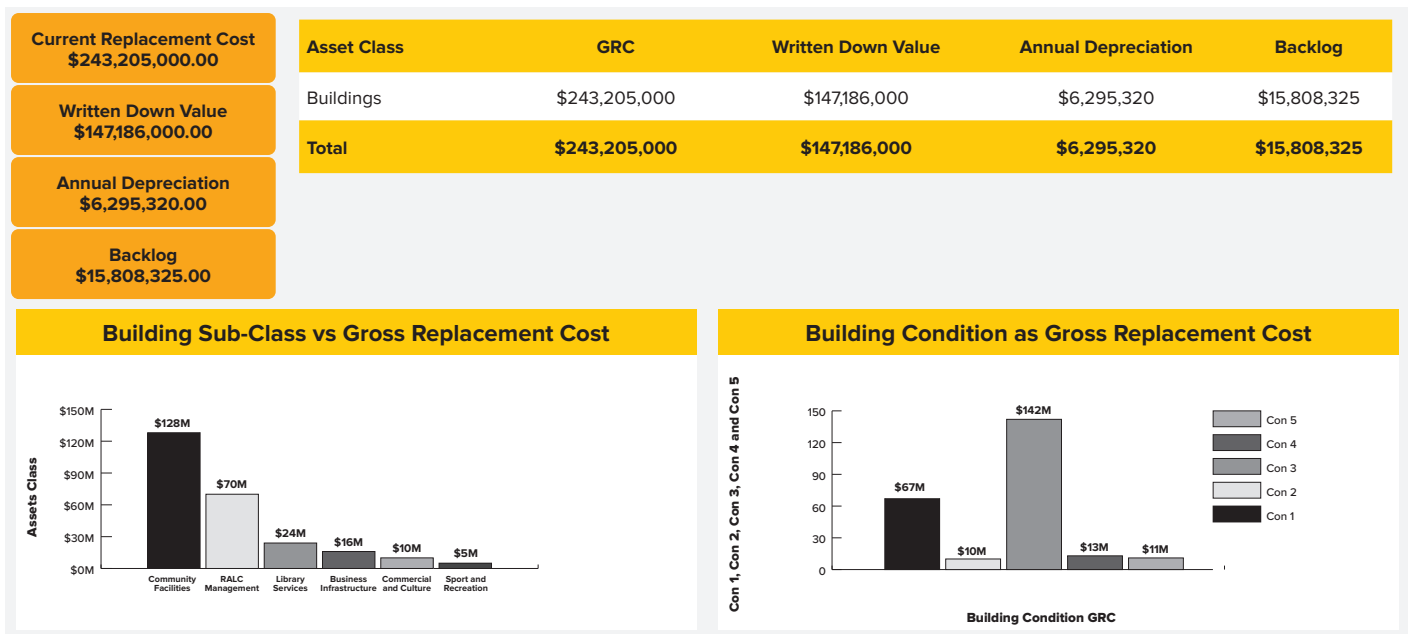 Current Replacement Cost
$243,205,000.00
Written Down Value
$147,186,000.00
Annual Depreciation
$6,295,320.00
Backlog
$15,808,325.00
Asset Class GRC Written Down Value Annual Depreciation Backlog
Buildings $243,205,000 $147,186,000 $6,295,320 $15,808,325
Total $243,205,000 $147,186,000 $6,295,320 $15,808,325
Building Sub-Class vs Gross Replacement Cost
Assets Class
$150M
$120M
$90M
$60M
$30M
$0M
$128M
$70M
$24M
$16M
$10M
$5M
Community
Facilities
RALC
Management
Library
Services
Business
Infrastructure
Commercial
and Culture
Sport and
Recreation
Building Condition as Gross Replacement Cost
Con 1, Con 2, Con 3, Con 4 and Con 5
150
120
90
60
30
0
$67M
$10M
$142M
$13M
$11M
Con 5
Con 4
Con 3
Con 2
Con 1
Building Condition GRC